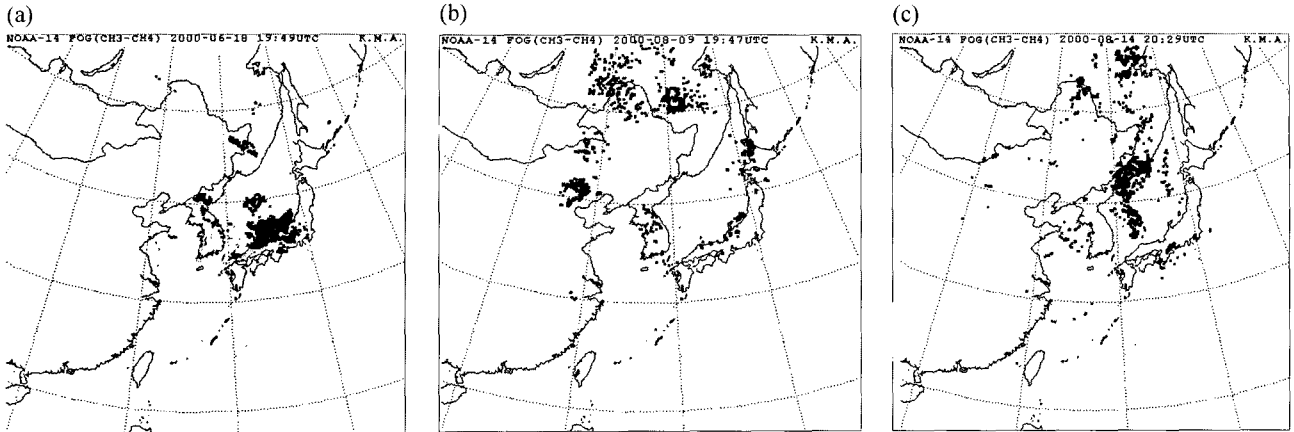 (a)
NOAA-14 FOG(CH3-CH4) 2000-06-18 19:49UTC K.M.A.
(b)
NOAA-14 FOG(CH3-CH4) 2000-08-09 19:47UTC K.M.A.
(c)
NOAA-14 FOG(CH3-CH4) 2000-08-14 20:29UTC K.M.A.